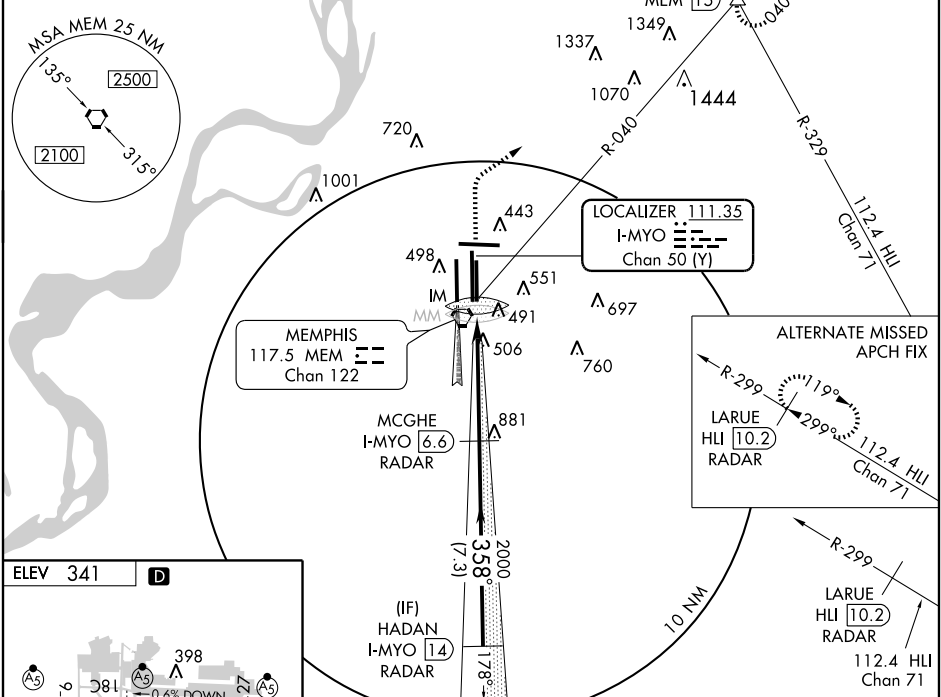 MSA MEM 25 NM
135°
2500
2100
315°
MEM 15
040°
1349
1337
1070
1444
720
1001
R-040
R-329
112.4 HLI
Chan 71
443
LOCALIZER 111.35
I-MYO
Chan 50 (Y)
498
IM
MM
551
491
697
MEMPHIS
117.5 MEM
Chan 122
506
760
ALTERNATE MISSED
APCH FIX
R-299
119°
299°
LARUE
HLI 10.2
RADAR
112.4 HLI
Chan 71
MCGHE
I-MYO 6.6
RADAR
881
2000
358°
(7.3)
10 NM
(IF)
HADAN
I-MYO 14
RADAR
178°
R-299
LARUE
HLI 10.2
RADAR
112.4 HLI
Chan 71
ELEV 341
D
398
A5
18C
A5
0.6% DOWN
27
A5